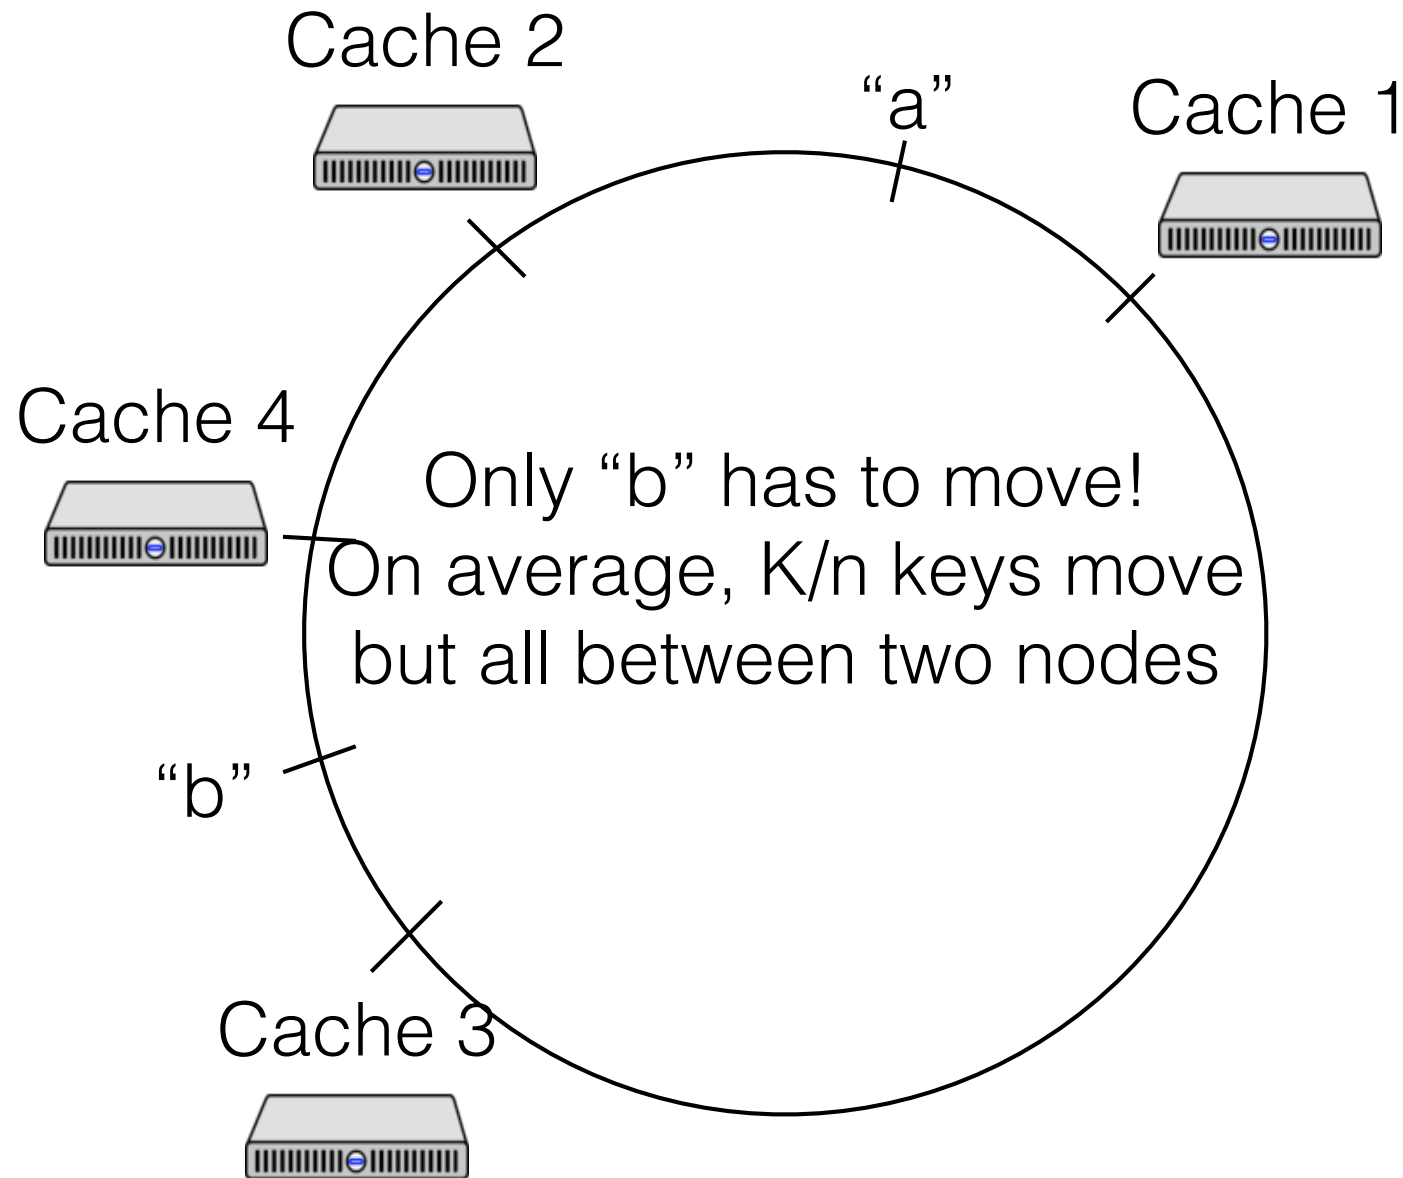 Cache 2
“a”
Cache 1
Cache 4
Only “b” has to move!
On average, K/n keys move
but all between two nodes
“b”
Cache 3